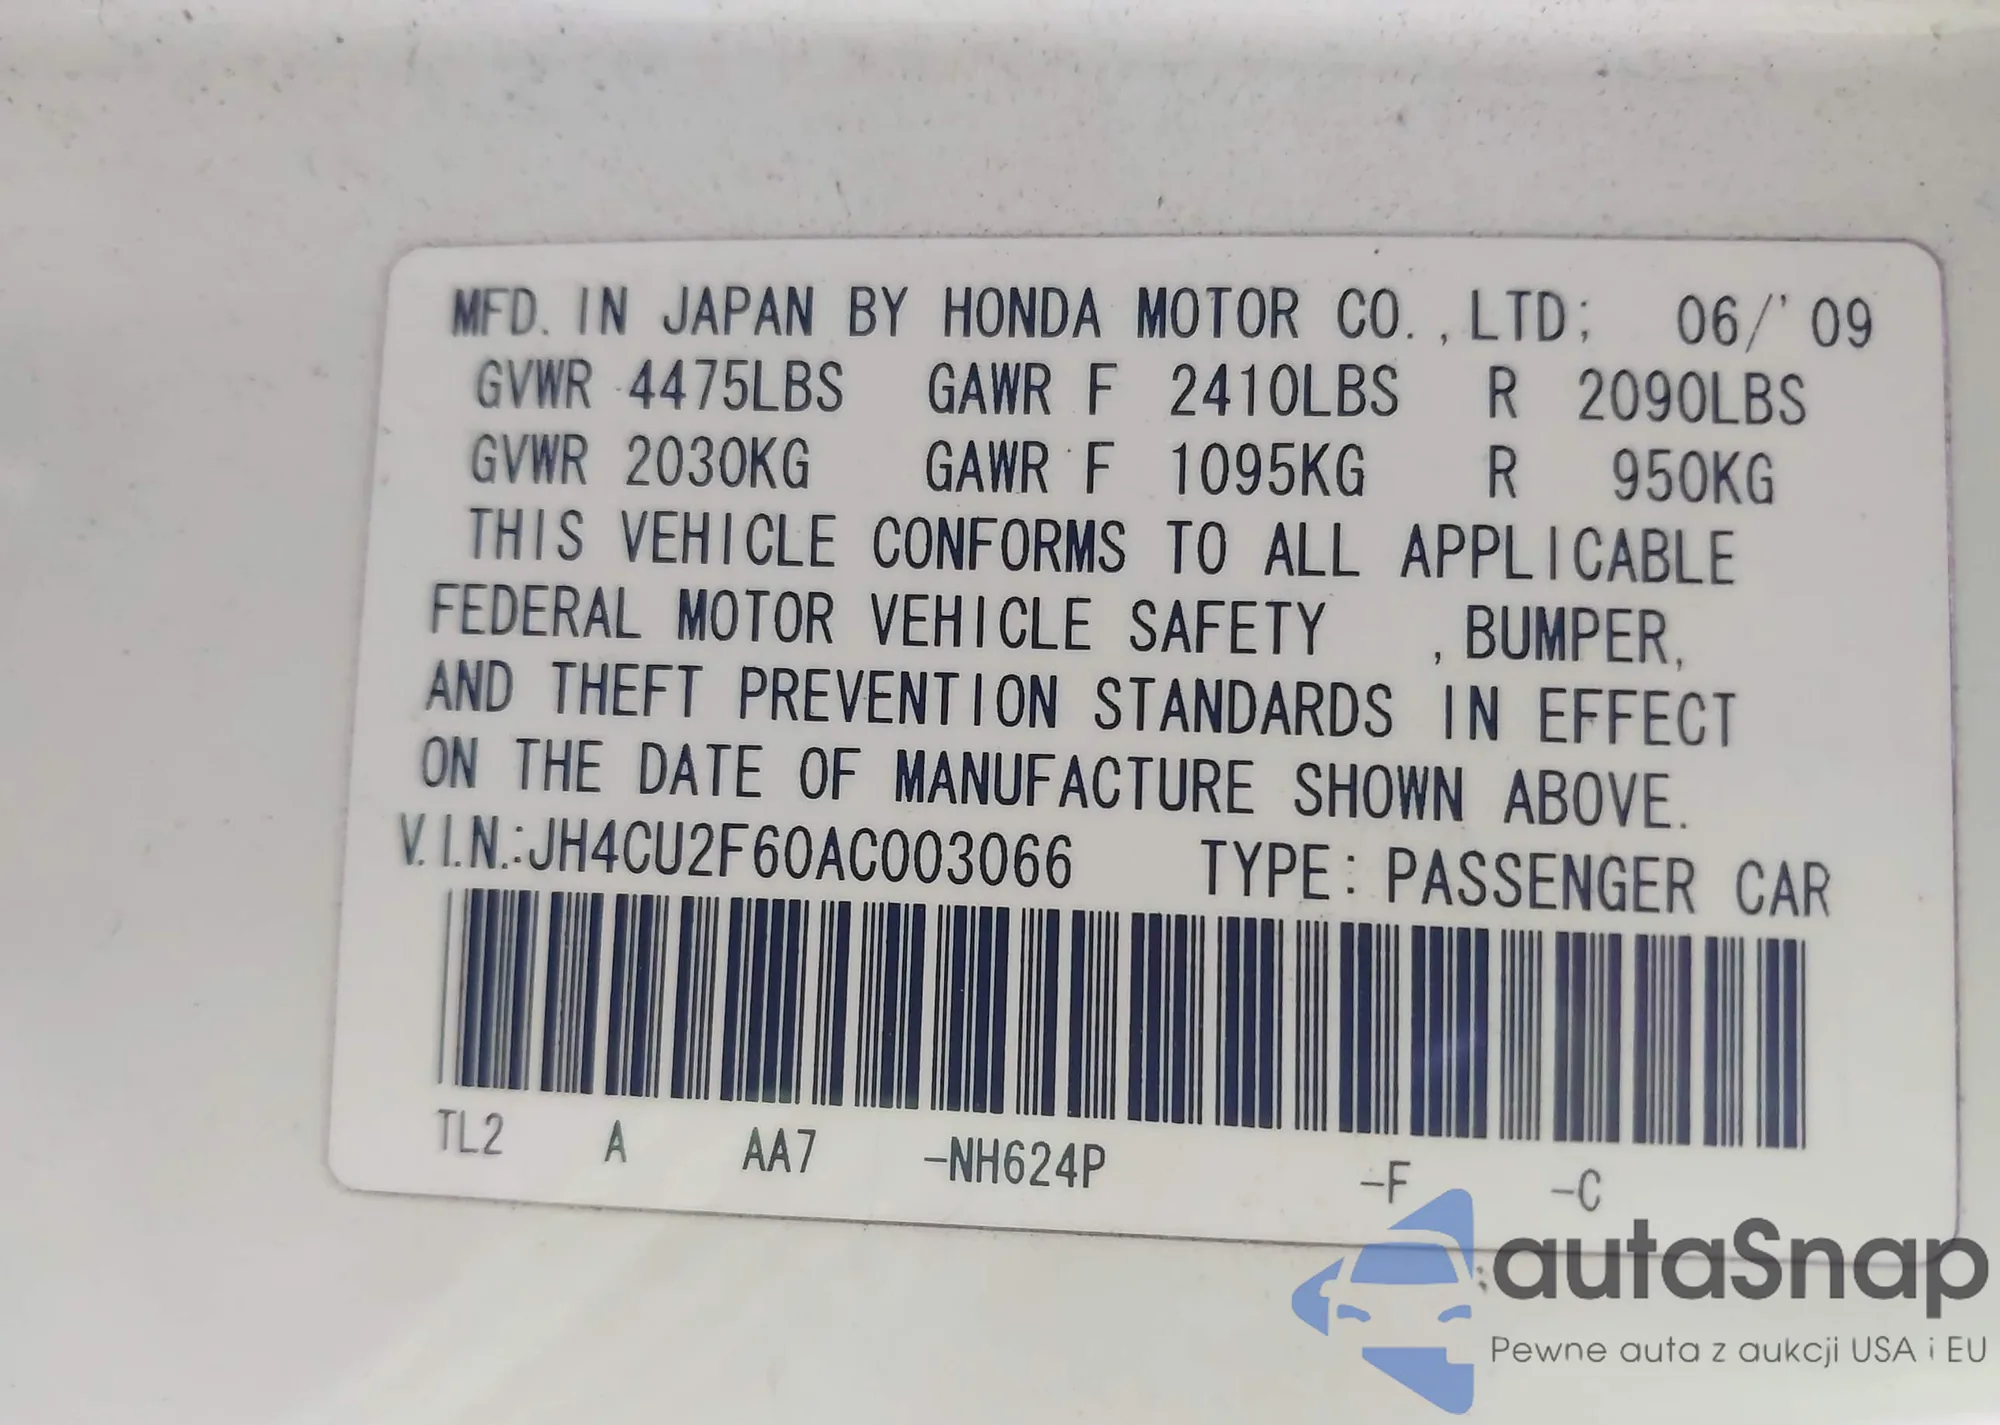 MFD. IN JAPAN BY HONDA MOTOR CO.,LTD; 06/'09
GVWR 4475LBS GAWR F 2410LBS R 2090LBS
GVWR 2030KG GAWR F 1095KG R 950KG
THIS VEHICLE CONFORMS TO ALL APPLICABLE
FEDERAL MOTOR VEHICLE SAFETY ,BUMPER,
AND THEFT PREVENTION STANDARDS IN EFFECT
ON THE DATE OF MANUFACTURE SHOWN ABOVE.
V.I.N.:JH4CU2F60AC003066 TYPE: PASSENGER CAR
TL2 A AA7 -NH624P -F -C
autaSnap
Pewne auta z aukcji USA i EU